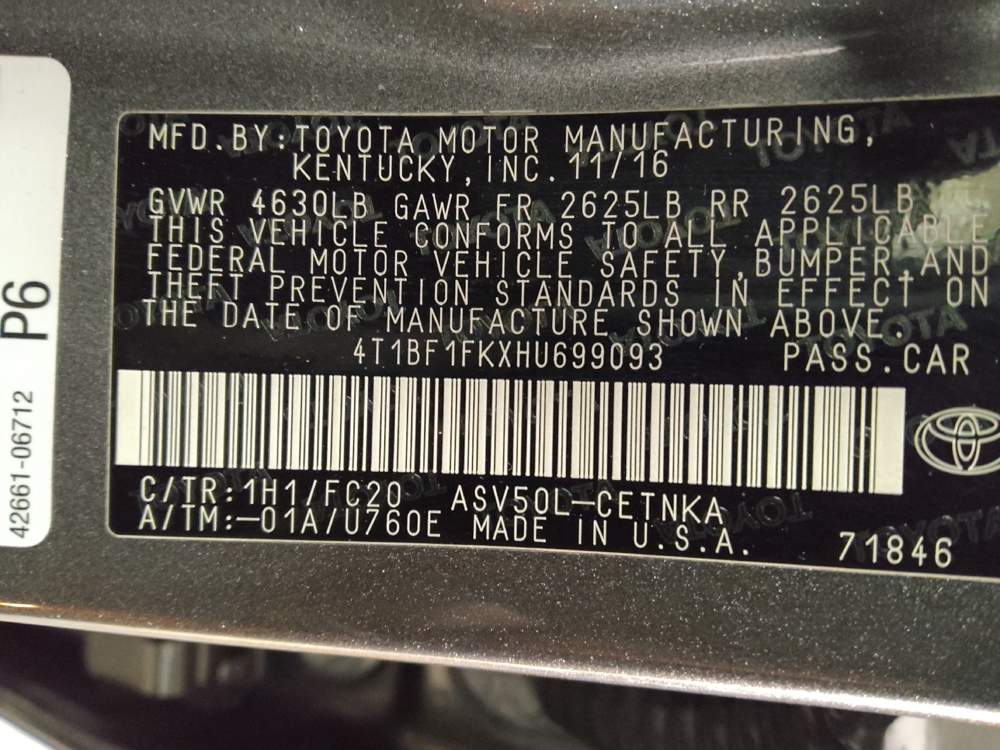 MFD.BY:TOYOTA MOTOR MANUFACTURING,
KENTUCKY,INC. 11/16
GVWR 4630LB GAWR FR 2625LB RR 2625LB
THIS VEHICLE CONFORMS TO ALL APPLICABLE
FEDERAL MOTOR VEHICLE SAFETY,BUMPER,AND
THEFT PREVENTION STANDARDS IN EFFECT ON
THE DATE OF MANUFACTURE SHOWN ABOVE.
4T1BF1FKXHU699093 PASS.CAR
C/TR:1H1/FC20 ASV50L-CETNKA
A/TM:-01A/U760E MADE IN U.S.A. 71846
P6
42661-06712